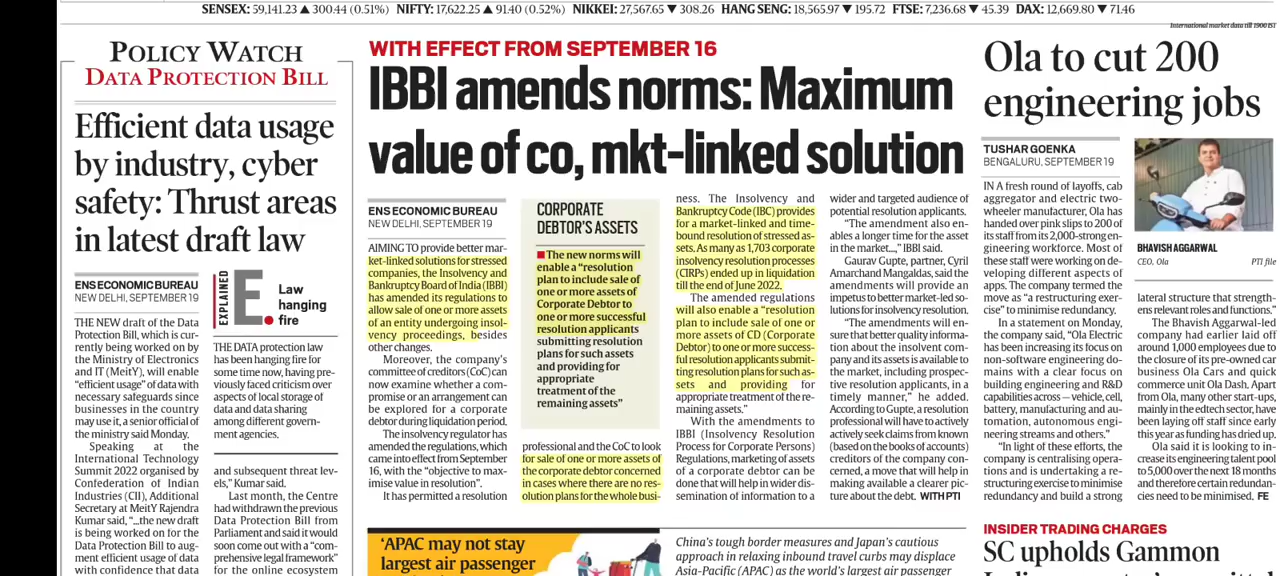 SENSEX: 59,141.23 ▲ 300.44 (0.51%) NIFTY: 17,622.25 ▲ 91.40 (0.52%) NIKKEI: 27,567.65 ▼ 308.26 HANG SENG: 18,565.97 ▼ 195.72 FTSE: 7,236.68 ▼ 45.39 DAX: 12,669.80 ▼ 71.46
International market data till 1900 IST
POLICY WATCH
DATA PROTECTION BILL
Efficient data usage
by industry, cyber
safety: Thrust areas
in latest draft law
ENS ECONOMIC BUREAU
NEW DELHI, SEPTEMBER 19
THE NEW draft of the Data
Protection Bill, which is cur-
rently being worked on by
the Ministry of Electronics
and IT (MeitY), will enable
“efficient usage” of data with
necessary safeguards since
businesses in the country
may use it, a senior official of
the ministry said Monday.
Speaking at the
International Technology
Summit 2022 organised by
Confederation of Indian
Industries (CII), Additional
Secretary at MeitY Rajendra
Kumar said, “...the new draft
is being worked on for the
Data Protection Bill to aug-
ment efficient usage of data
with confidence that data
EXPLAINED
E.
Law
hanging
fire
THE DATA protection law
has been hanging fire for
some time now, having pre-
viously faced criticism over
aspects of local storage of
data and data sharing
among different govern-
ment agencies.
and subsequent threat lev-
els,” Kumar said.
Last month, the Centre
had withdrawn the previous
Data Protection Bill from
Parliament and said it would
soon come out with a “com-
prehensive legal framework”
for the online ecosystem
WITH EFFECT FROM SEPTEMBER 16
IBBI amends norms: Maximum
value of co, mkt-linked solution
ENS ECONOMIC BUREAU
NEW DELHI, SEPTEMBER 19
AIMING TO provide better mar-
ket-linked solutions for stressed
companies, the Insolvency and
Bankruptcy Board of India (IBBI)
has amended its regulations to
allow sale of one or more assets
of an entity undergoing insol-
vency proceedings, besides
other changes.
Moreover, the company's
committee of creditors (CoC) can
now examine whether a com-
promise or an arrangement can
be explored for a corporate
debtor during liquidation period.
The insolvency regulator has
amended the regulations, which
came into effect from September
16, with the “objective to max-
imise value in resolution”.
It has permitted a resolution
CORPORATE
DEBTOR'S ASSETS
■ The new norms will
enable a “resolution
plan to include sale of
one or more assets of
Corporate Debtor to
one or more successful
resolution applicants
submitting resolution
plans for such assets
and providing for
appropriate
treatment of the
remaining assets”
professional and the CoC to look
for sale of one or more assets of
the corporate debtor concerned
in cases where there are no res-
olution plans for the whole busi-
ness. The Insolvency and
Bankruptcy Code (IBC) provides
for a market-linked and time-
bound resolution of stressed as-
sets. As many as 1,703 corporate
insolvency resolution processes
(CIRPs) ended up in liquidation
till the end of June 2022.
The amended regulations
will also enable a “resolution
plan to include sale of one or
more assets of CD (Corporate
Debtor) to one or more success-
ful resolution applicants submit-
ting resolution plans for such as-
sets and providing for
appropriate treatment of the re-
maining assets.”
With the amendments to
IBBI (Insolvency Resolution
Process for Corporate Persons)
Regulations, marketing of assets
of a corporate debtor can be
done that will help in wider dis-
semination of information to a
wider and targeted audience of
potential resolution applicants.
“The amendment also en-
ables a longer time for the asset
in the market...,” IBBI said.
Gaurav Gupte, partner, Cyril
Amarchand Mangaldas, said the
amendments will provide an
impetus to better market-led so-
lutions for insolvency resolution.
“The amendments will en-
sure that better quality informa-
tion about the insolvent com-
pany and its assets is available to
the market, including prospec-
tive resolution applicants, in a
timely manner,” he added.
According to Gupte, a resolution
professional will have to actively
actively seek claims from known
(based on the books of accounts)
creditors of the company con-
cerned, a move that will help in
making available a clearer pic-
ture about the debt. WITH PTI
Ola to cut 200
engineering jobs
TUSHAR GOENKA
BENGALURU, SEPTEMBER 19
IN A fresh round of layoffs, cab
aggregator and electric two-
wheeler manufacturer, Ola has
handed over pink slips to 200 of
its staff from its 2,000-strong en-
gineering workforce. Most of
these staff were working on de-
veloping different aspects of
apps. The company termed the
move as “a restructuring exer-
cise” to minimise redundancy.
In a statement on Monday,
the company said, “Ola Electric
has been increasing its focus on
non-software engineering do-
mains with a clear focus on
building engineering and R&D
capabilities across — vehicle, cell,
battery, manufacturing and au-
tomation, autonomous engi-
neering streams and others.”
“In light of these efforts, the
company is centralising opera-
tions and is undertaking a re-
structuring exercise to minimise
redundancy and build a strong
BHAVISH AGGARWAL
CEO, Ola PTI file
lateral structure that strength-
ens relevant roles and functions.”
The Bhavish Aggarwal-led
company had earlier laid off
around 1,000 employees due to
the closure of its pre-owned car
business Ola Cars and quick
commerce unit Ola Dash. Apart
from Ola, many other start-ups,
mainly in the edtech sector, have
been laying off staff since early
this year as funding has dried up.
Ola said it is looking to in-
crease its engineering talent pool
to 5,000 over the next 18 months
and therefore certain redundan-
cies need to be minimised. FE
‘APAC may not stay
largest air passenger
China's tough border measures and Japan's cautious
approach in relaxing inbound travel curbs may displace
Asia-Pacific (APAC) as the world's largest air passenger
INSIDER TRADING CHARGES
SC upholds Gammon